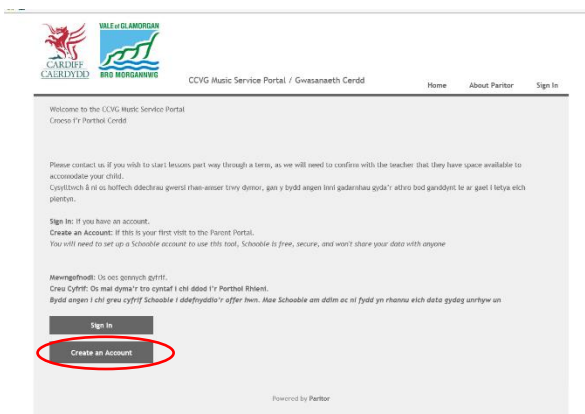 VALE of GLAMORGAN
CARDIFF
CAERDYDD
BRO MORGANNWG
CCVG Music Service Portal / Gwasanaeth Cerdd
Home About Paritor Sign In
Welcome to the CCVG Music Service Portal
Croeso i'r Porthol Cerdd
Please contact us if you wish to start lessons part way through a term, as we will need to confirm with the teacher that they have space available to
accomodate your child.
Cysylltwch â ni os hoffech ddechrau gwersi rhan-amser trwy dymor, gan y bydd angen inni gadarnhau gyda'r athro bod ganddynt le ar gael i letya eich
plentyn.
Sign In: If you have an account.
Create an Account: If this is your first visit to the Parent Portal.
You will need to set up a Schooble account to use this tool, Schooble is free, secure, and won't share your data with anyone
Mewngofnodi: Os oes gennych gyfrif.
Creu Cyfrif: Os mai dyma'r tro cyntaf i chi ddod i'r Porthol Rhieni.
Bydd angen i chi greu cyfrif Schooble i ddefnyddio'r offer hwn. Mae Schooble am ddim ac ni fydd yn rhannu eich data gydag unrhyw un
Sign In
Create an Account
Powered by Paritor